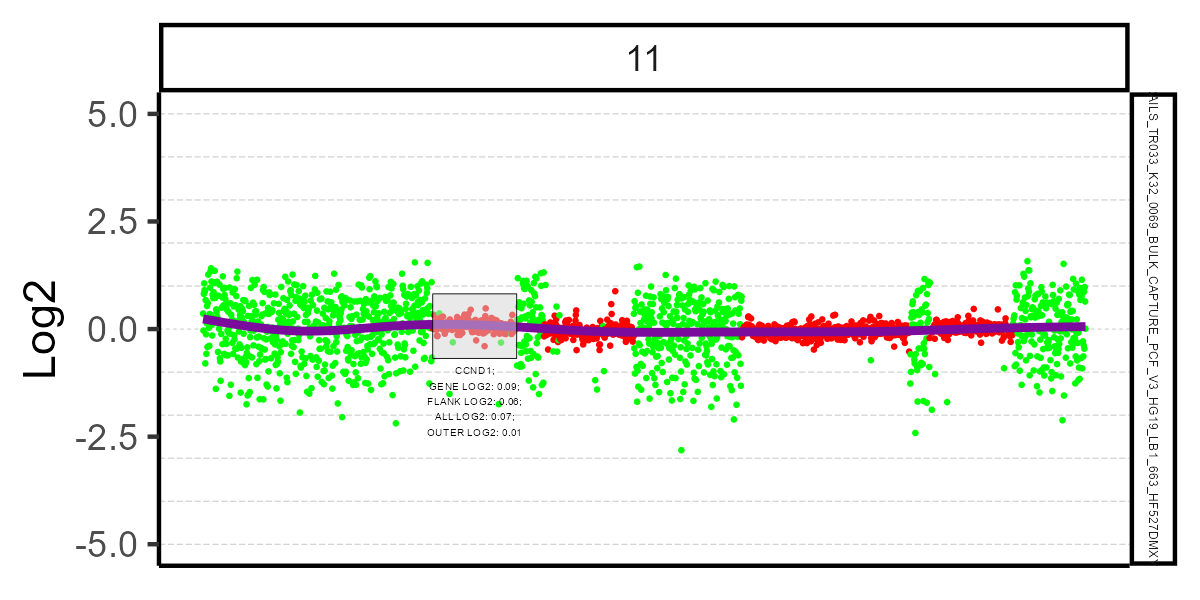 11
5.0
2.5
0.0
-2.5
-5.0
Log2
CCND1;
GENE LOG2: 0.09;
FLANK LOG2: 0.06;
ALL LOG2: 0.07;
OUTER LOG2: 0.01
AILS_TR033_K32_0069_BULK_CAPTURE_PCF_V3_HG19_LB1_663_HF527DMXY